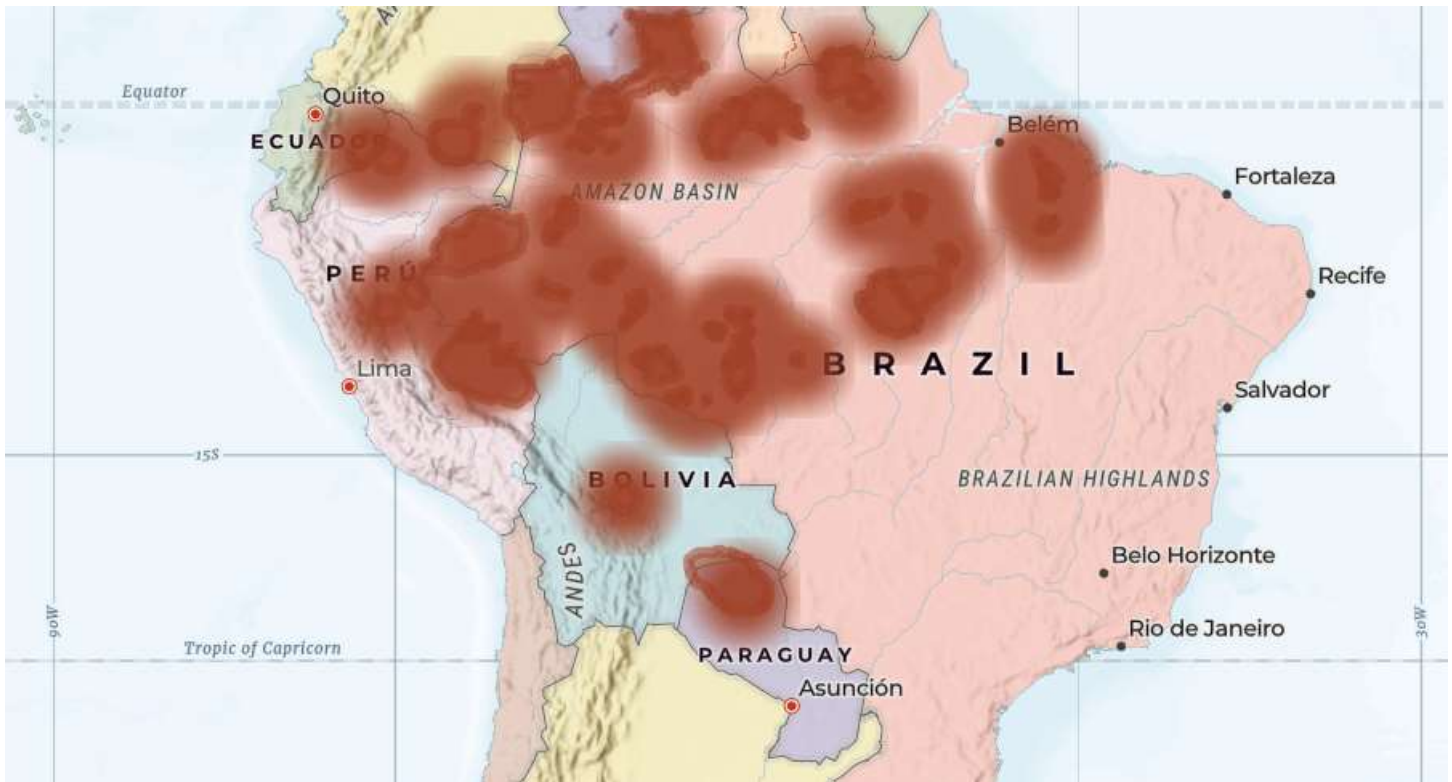 Equator
Quito
ECUADOR
Belém
AMAZON BASIN
Fortaleza
PERÚ
Recife
Lima
BRAZIL
Salvador
15S
BOLIVIA
BRAZILIAN HIGHLANDS
ANDES
Belo Horizonte
90W
30W
Rio de Janeiro
Tropic of Capricorn
PARAGUAY
Asunción